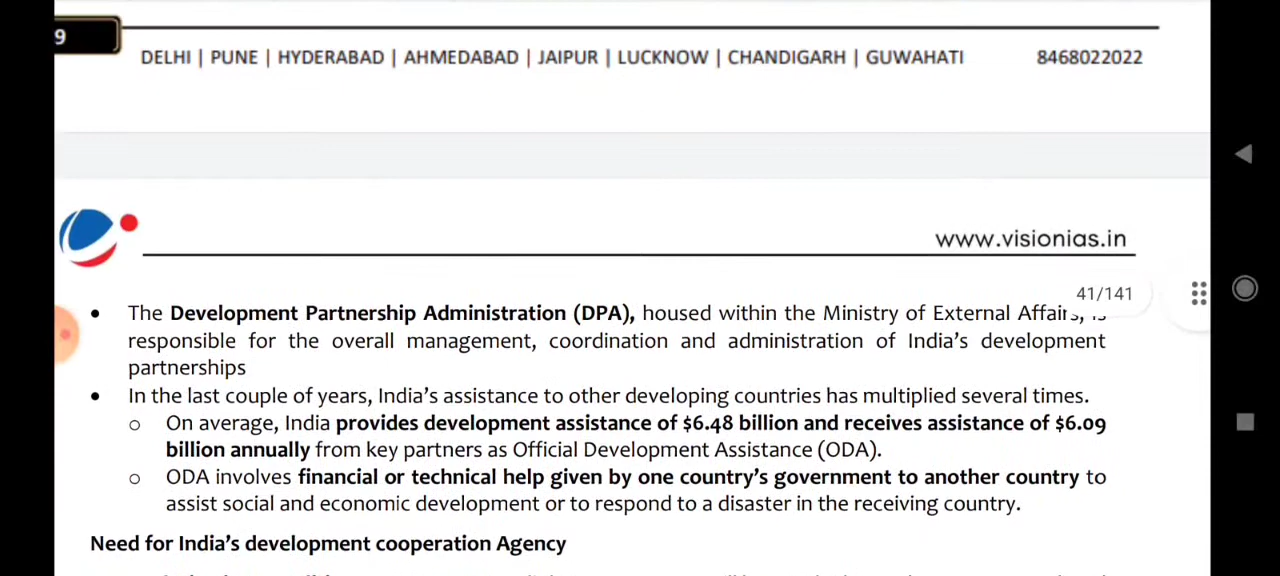 9
DELHI | PUNE | HYDERABAD | AHMEDABAD | JAIPUR | LUCKNOW | CHANDIGARH | GUWAHATI 8468022022
www.visionias.in
41/141
• The Development Partnership Administration (DPA), housed within the Ministry of External Affairs, is
responsible for the overall management, coordination and administration of India's development
partnerships
• In the last couple of years, India's assistance to other developing countries has multiplied several times.
o On average, India provides development assistance of $6.48 billion and receives assistance of $6.09
billion annually from key partners as Official Development Assistance (ODA).
o ODA involves financial or technical help given by one country's government to another country to
assist social and economic development or to respond to a disaster in the receiving country.
Need for India's development cooperation Agency